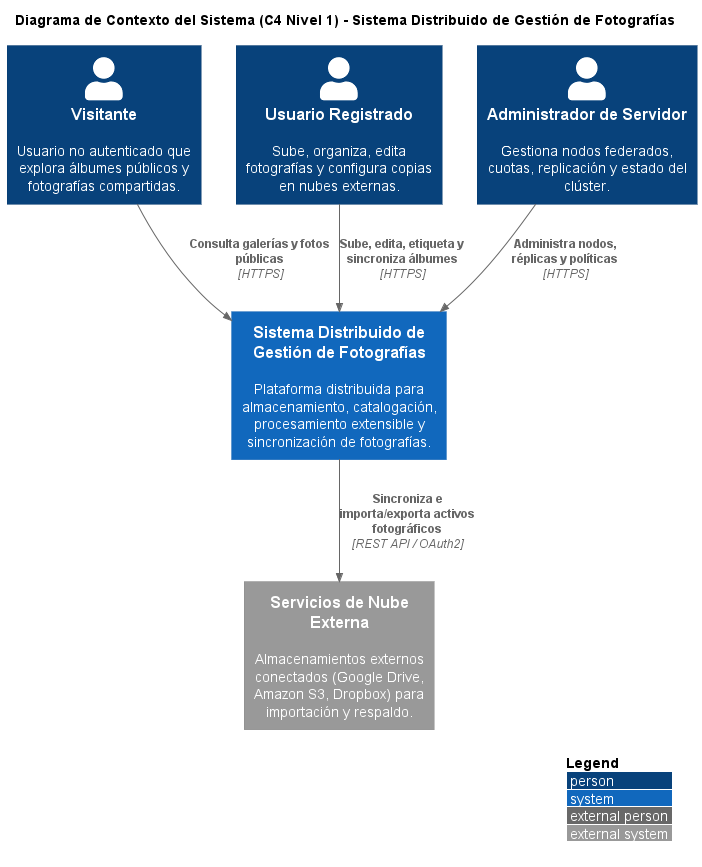 Diagrama de Contexto del Sistema (C4 Nivel 1) - Sistema Distribuido de Gestión de Fotografías
Visitante
Usuario no autenticado que
explora álbumes públicos y
fotografías compartidas.
Usuario Registrado
Sube, organiza, edita
fotografías y configura copias
en nubes externas.
Administrador de Servidor
Gestiona nodos federados,
cuotas, replicación y estado del
clúster.
Consulta galerías y fotos
públicas
[HTTPS]
Sube, edita, etiqueta y
sincroniza álbumes
[HTTPS]
Administra nodos,
réplicas y políticas
[HTTPS]
Sistema Distribuido de
Gestión de Fotografías
Plataforma distribuida para
almacenamiento, catalogación,
procesamiento extensible y
sincronización de fotografías.
Sincroniza e
importa/exporta activos
fotográficos
[REST API / OAuth2]
Servicios de Nube
Externa
Almacenamientos externos
conectados (Google Drive,
Amazon S3, Dropbox) para
importación y respaldo.
Legend
person
system
external person
external system